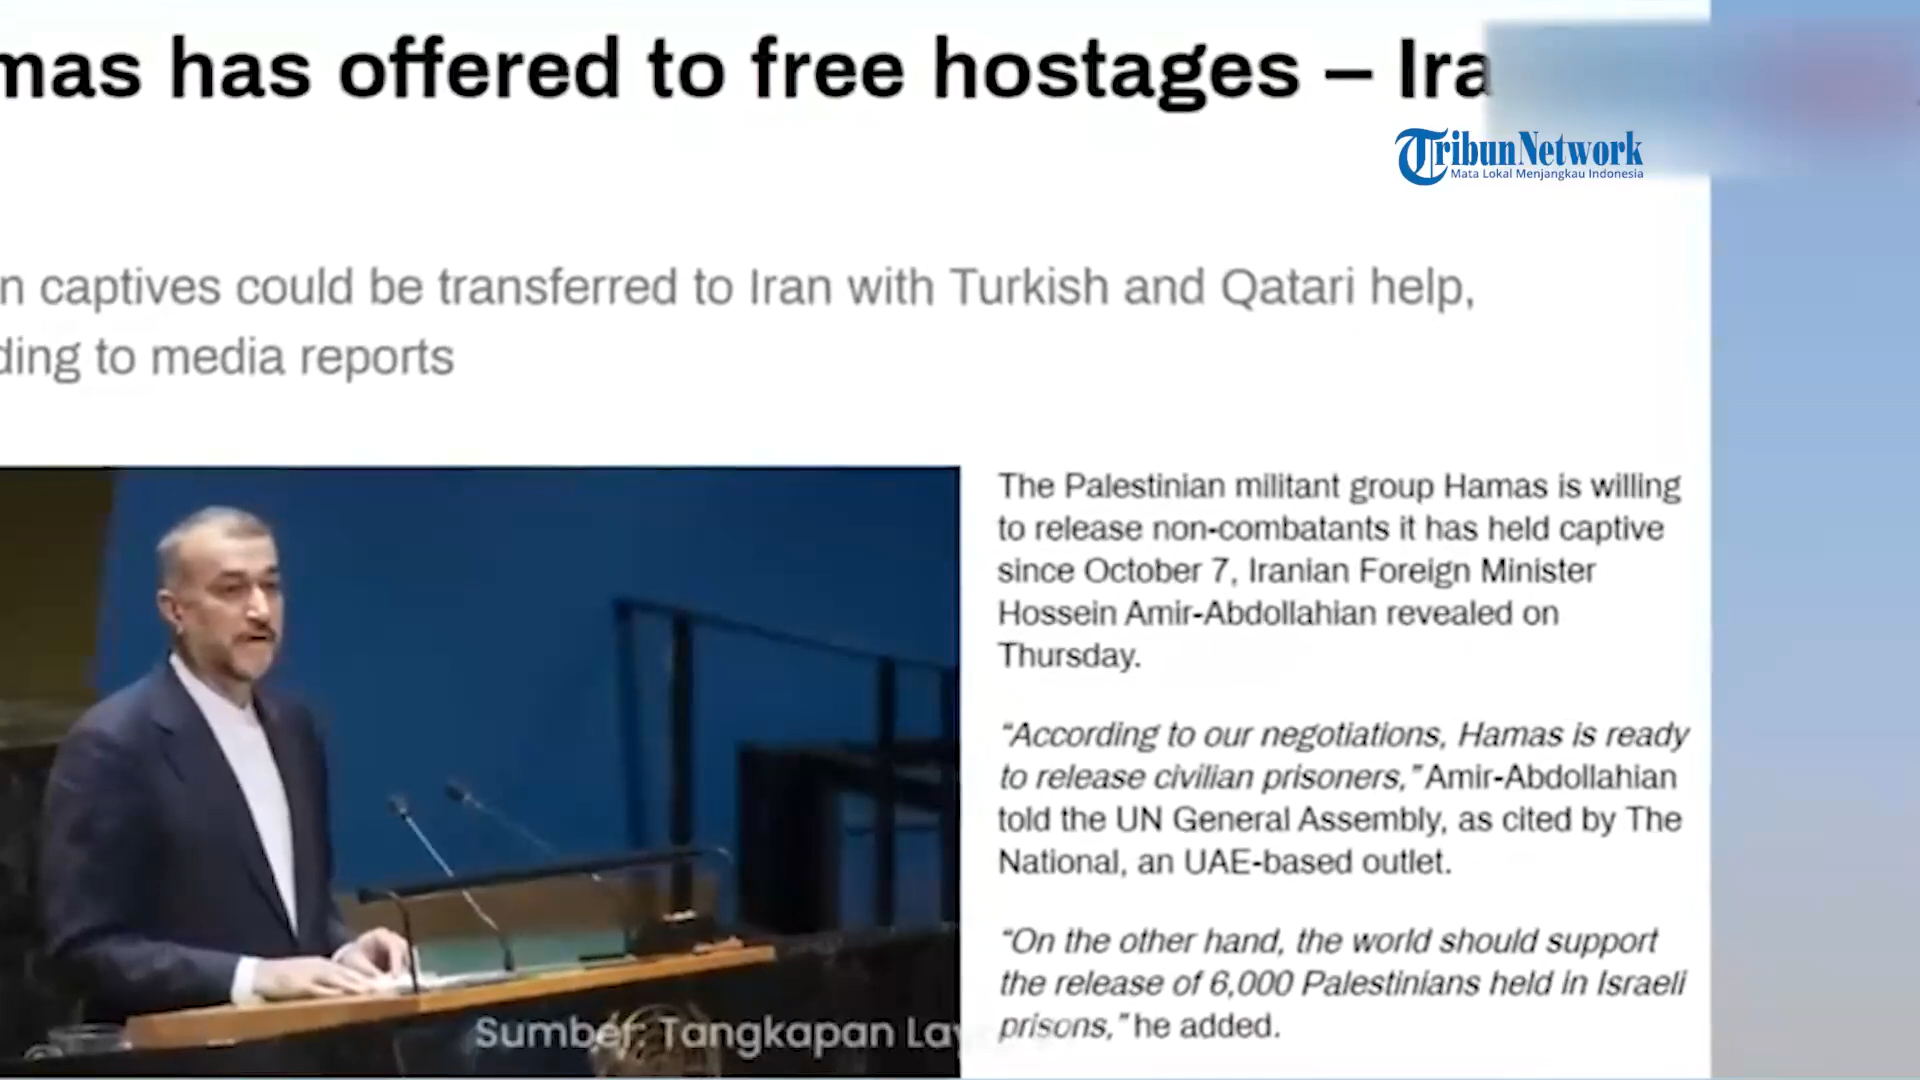 mas has offered to free hostages – Ira
TribunNetwork
Mata Lokal Menjangkau Indonesia
n captives could be transferred to Iran with Turkish and Qatari help,
ding to media reports
The Palestinian militant group Hamas is willing
to release non-combatants it has held captive
since October 7, Iranian Foreign Minister
Hossein Amir-Abdollahian revealed on
Thursday.
“According to our negotiations, Hamas is ready
to release civilian prisoners,” Amir-Abdollahian
told the UN General Assembly, as cited by The
National, an UAE-based outlet.
“On the other hand, the world should support
the release of 6,000 Palestinians held in Israeli
prisons,” he added.
Sumber: Tangkapan